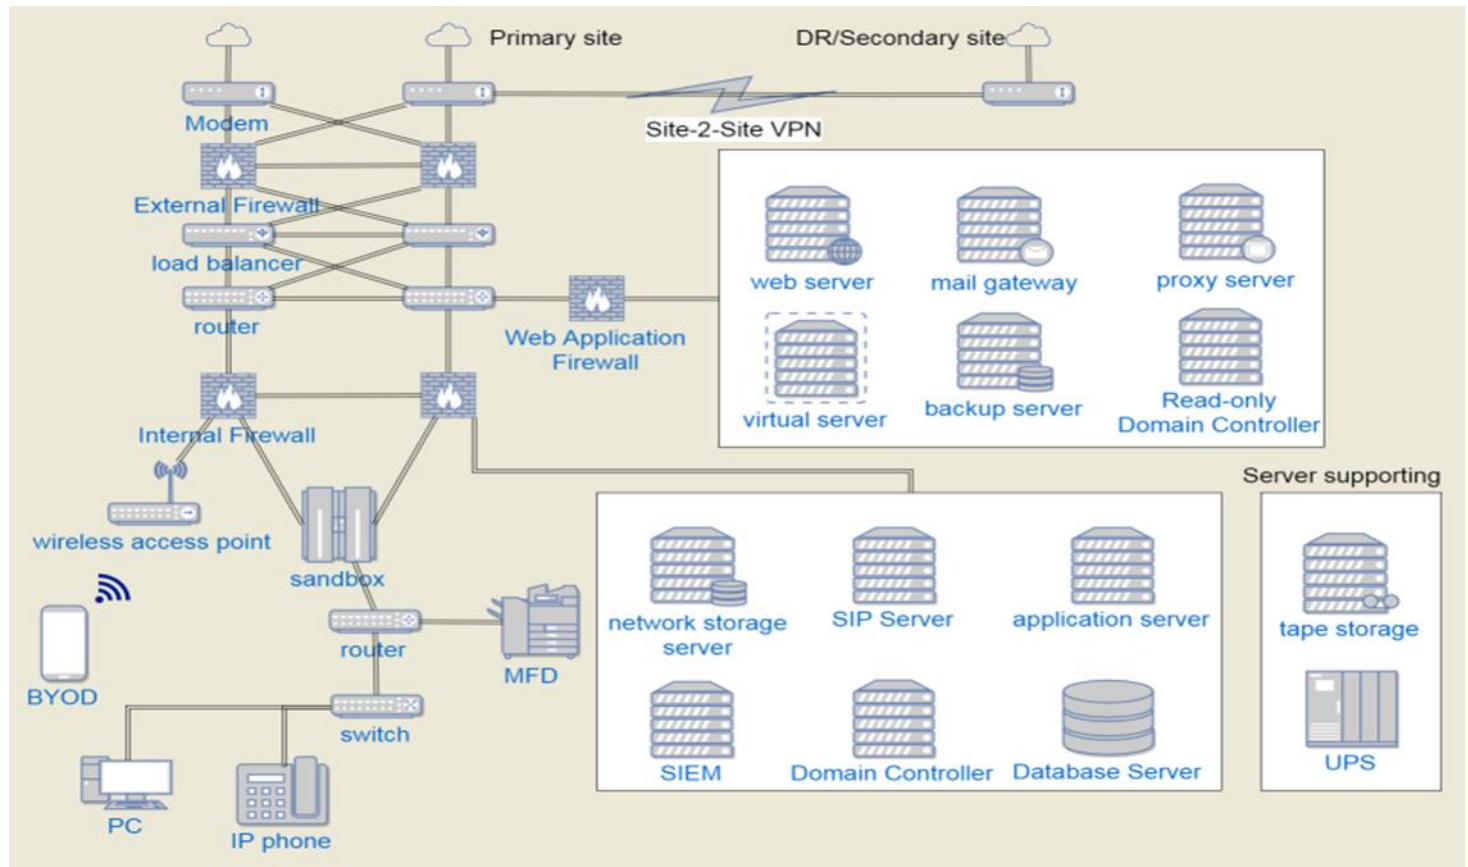 Primary site
DR/Secondary site
Modem
Site-2-Site VPN
External Firewall
load balancer
router
Web Application
Firewall
web server
mail gateway
proxy server
virtual server
backup server
Read-only
Domain Controller
Internal Firewall
wireless access point
sandbox
BYOD
router
MFD
switch
PC
IP phone
network storage
server
SIP Server
application server
SIEM
Domain Controller
Database Server
Server supporting
tape storage
UPS